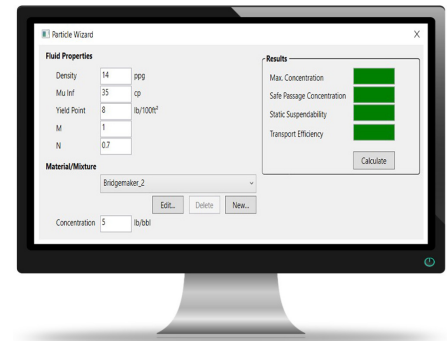 Particle Wizard X
Fluid Properties
Density 14 ppg
Mu Inf 35 cp
Yield Point 8 lb/100ft²
M 1
N 0.7
Material/Mixture
Bridgemaker_2
Edit... Delete New...
Concentration 5 lb/bbl
Results
Max. Concentration
Safe Passage Concentration
Static Suspendability
Transport Efficiency
Calculate